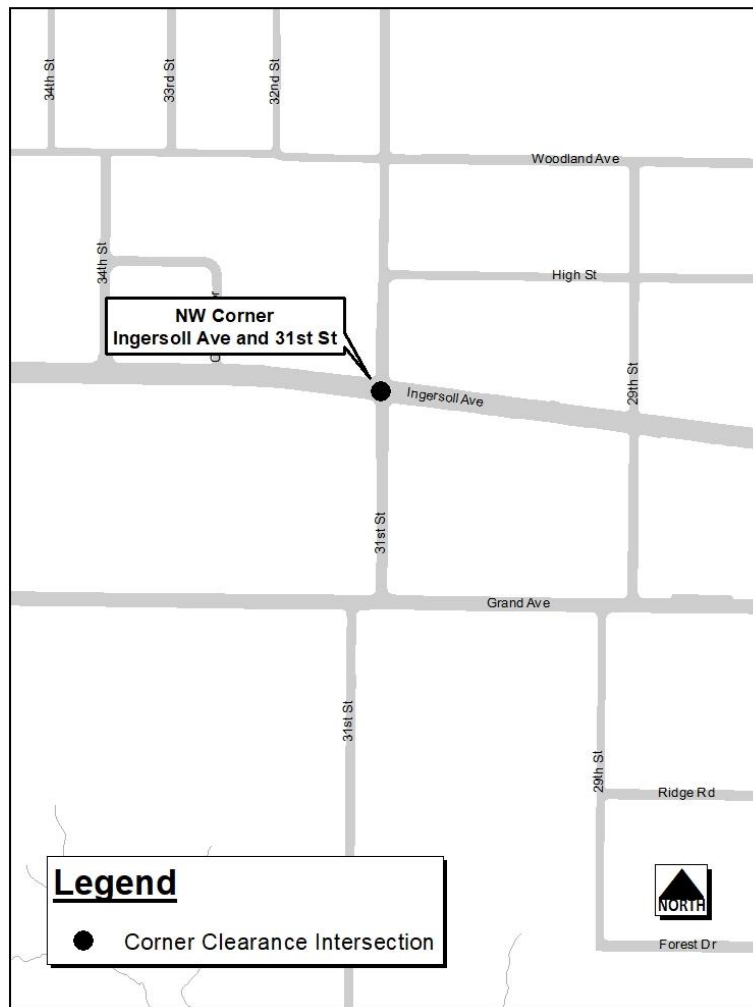 34th St
33rd St
32nd St
Woodland Ave
34th St
High St
NW Corner
Ingersoll Ave and 31st St
29th St
Ingersoll Ave
31st St
Grand Ave
31st St
29th St
Ridge Rd
Legend
Corner Clearance Intersection
NORTH
Forest Dr